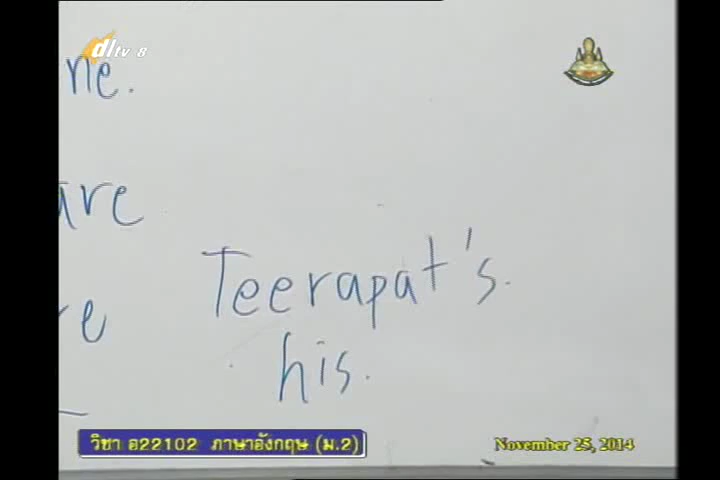 dltv 8
ne.
are
Teerapat's.
re
his.
วิชา อ22102 ภาษาอังกฤษ (ม.2)
November 25, 2014